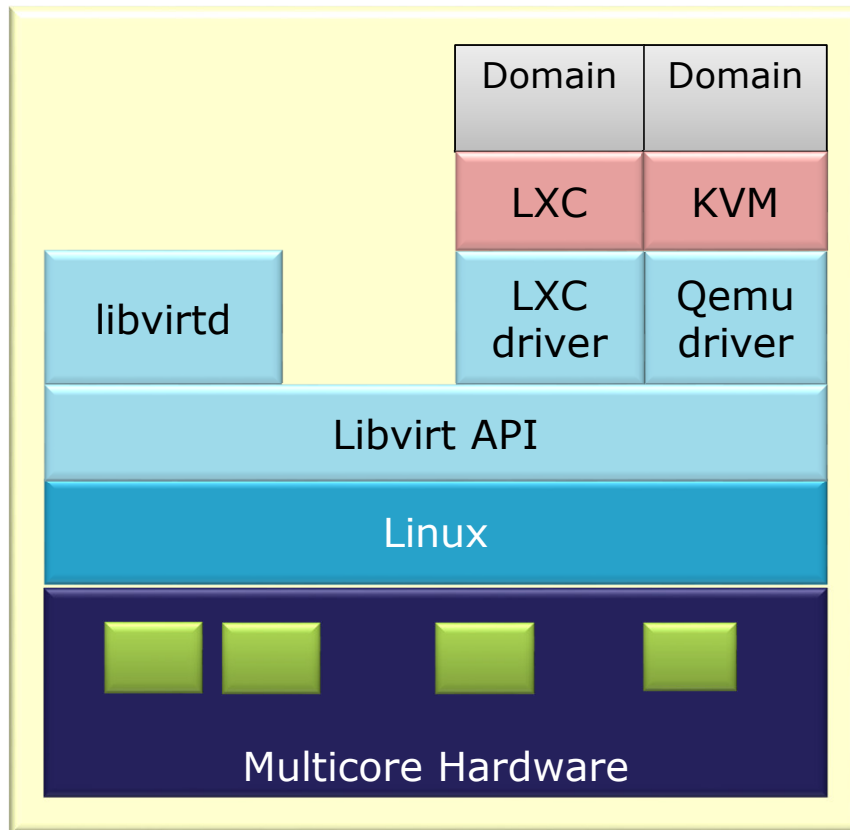 Domain
Domain
LXC
KVM
libvirtd
LXC
driver
Qemu
driver
Libvirt API
Linux
Multicore Hardware